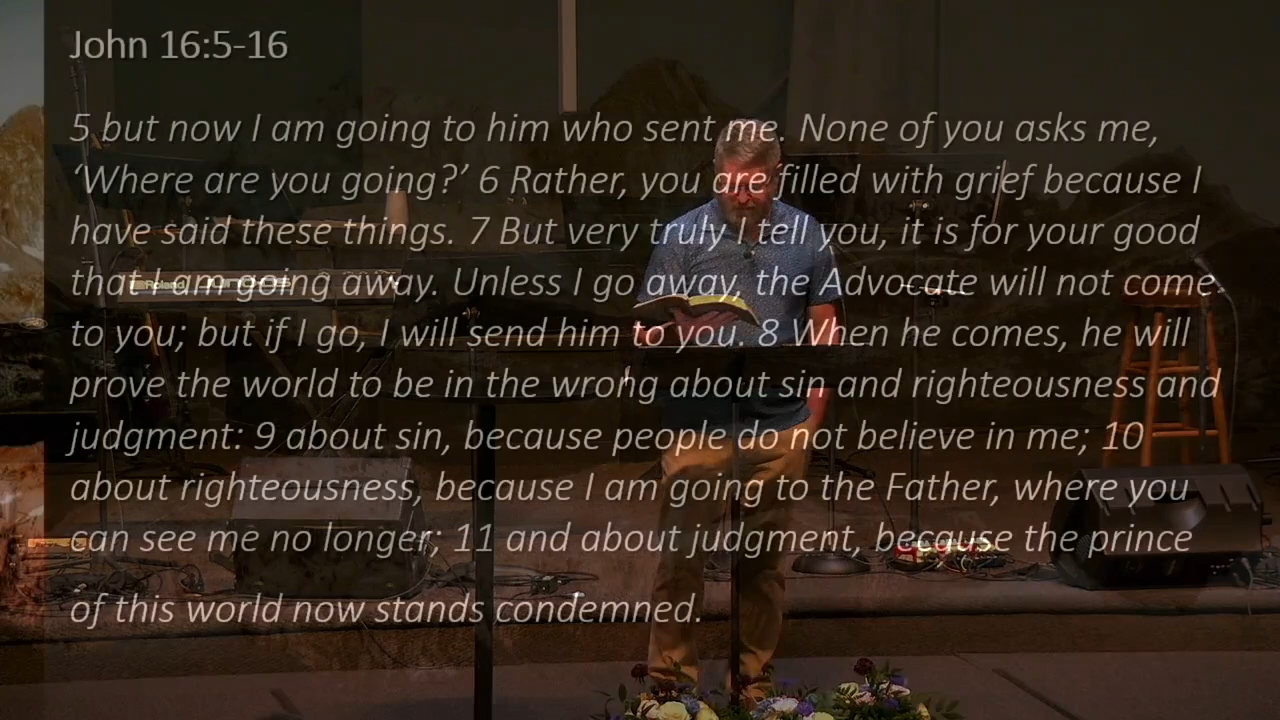 John 16:5-16
5 but now I am going to him who sent me. None of you asks me,
‘Where are you going?’ 6 Rather, you are filled with grief because I
have said these things. 7 But very truly I tell you, it is for your good
that I am going away. Unless I go away, the Advocate will not come
to you; but if I go, I will send him to you. 8 When he comes, he will
prove the world to be in the wrong about sin and righteousness and
judgment: 9 about sin, because people do not believe in me; 10
about righteousness, because I am going to the Father, where you
can see me no longer; 11 and about judgment, because the prince
of this world now stands condemned.
Roland